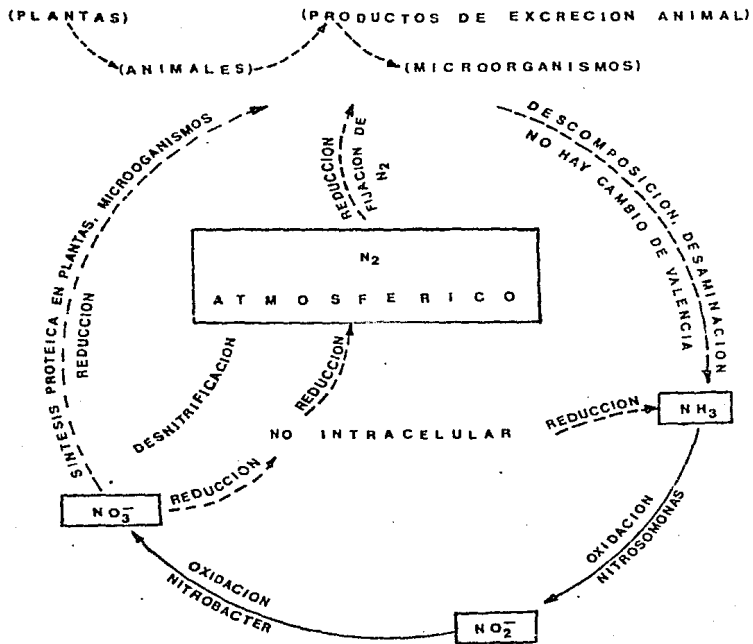 (PLANTAS)
(PRODUCTOS DE EXCRECION ANIMAL)
(ANIMALES)
(MICROORGANISMOS)
SINTESIS PROTEICA EN PLANTAS, MICROOGANISMOS
REDUCCION
REDUCCION
FIJACION DE
N2
DESCOMPOSICION, DESAMINACION
NO HAY CAMBIO DE VALENCIA
N2
ATMOSFERICO
DESNITRIFICACION
REDUCCION
REDUCCION
NH3
NO INTRACELULAR
REDUCCION
NO3-
OXIDACION
NITROSOMONAS
OXIDACION
NITROBACTER
NO2-